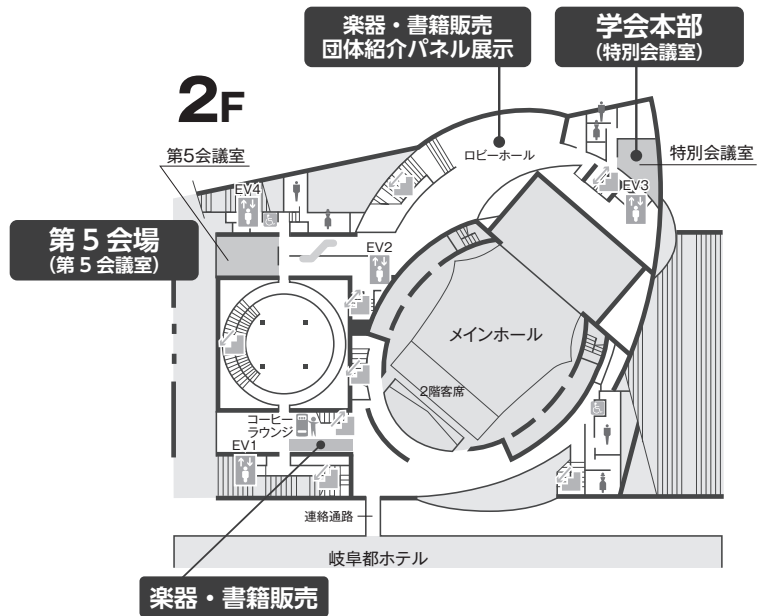 楽器・書籍販売
団体紹介パネル展示
学会本部
(特別会議室)
2F
第5会議室
ロビーホール
特別会議室
EV4
EV3
第5会場
(第5会議室)
EV2
メインホール
2階客席
コーヒー
ラウンジ
EV1
連絡通路
岐阜都ホテル
楽器・書籍販売